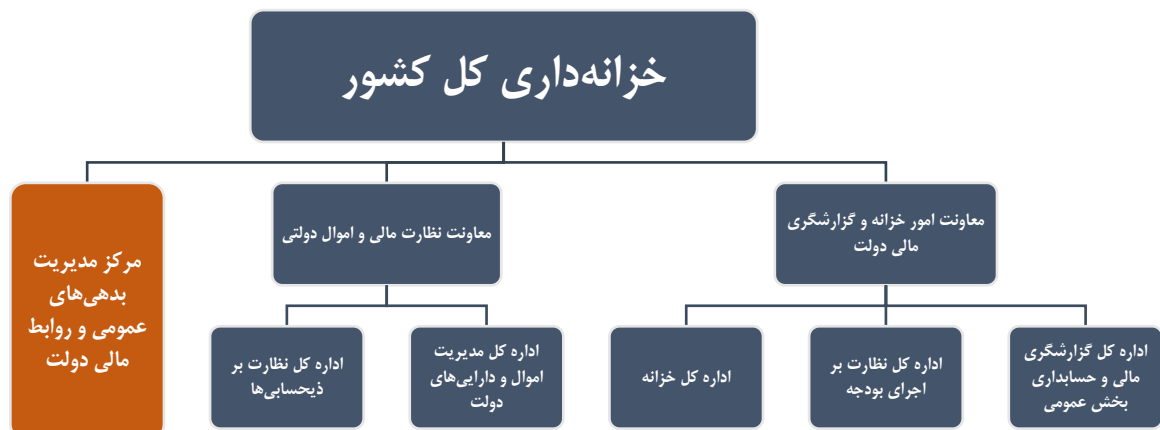 خزانه‌داری کل کشور
معاونت امور خزانه و گزارشگری
مالی دولت
معاونت نظارت مالی و اموال دولتی
مرکز مدیریت
بدهی‌های
عمومی و روابط
مالی دولت
اداره کل گزارشگری
مالی و حسابداری
بخش عمومی
اداره کل نظارت بر
اجرای بودجه
اداره کل خزانه
اداره کل مدیریت
اموال و دارایی‌های
دولت
اداره کل نظارت بر
ذیحسابی‌ها